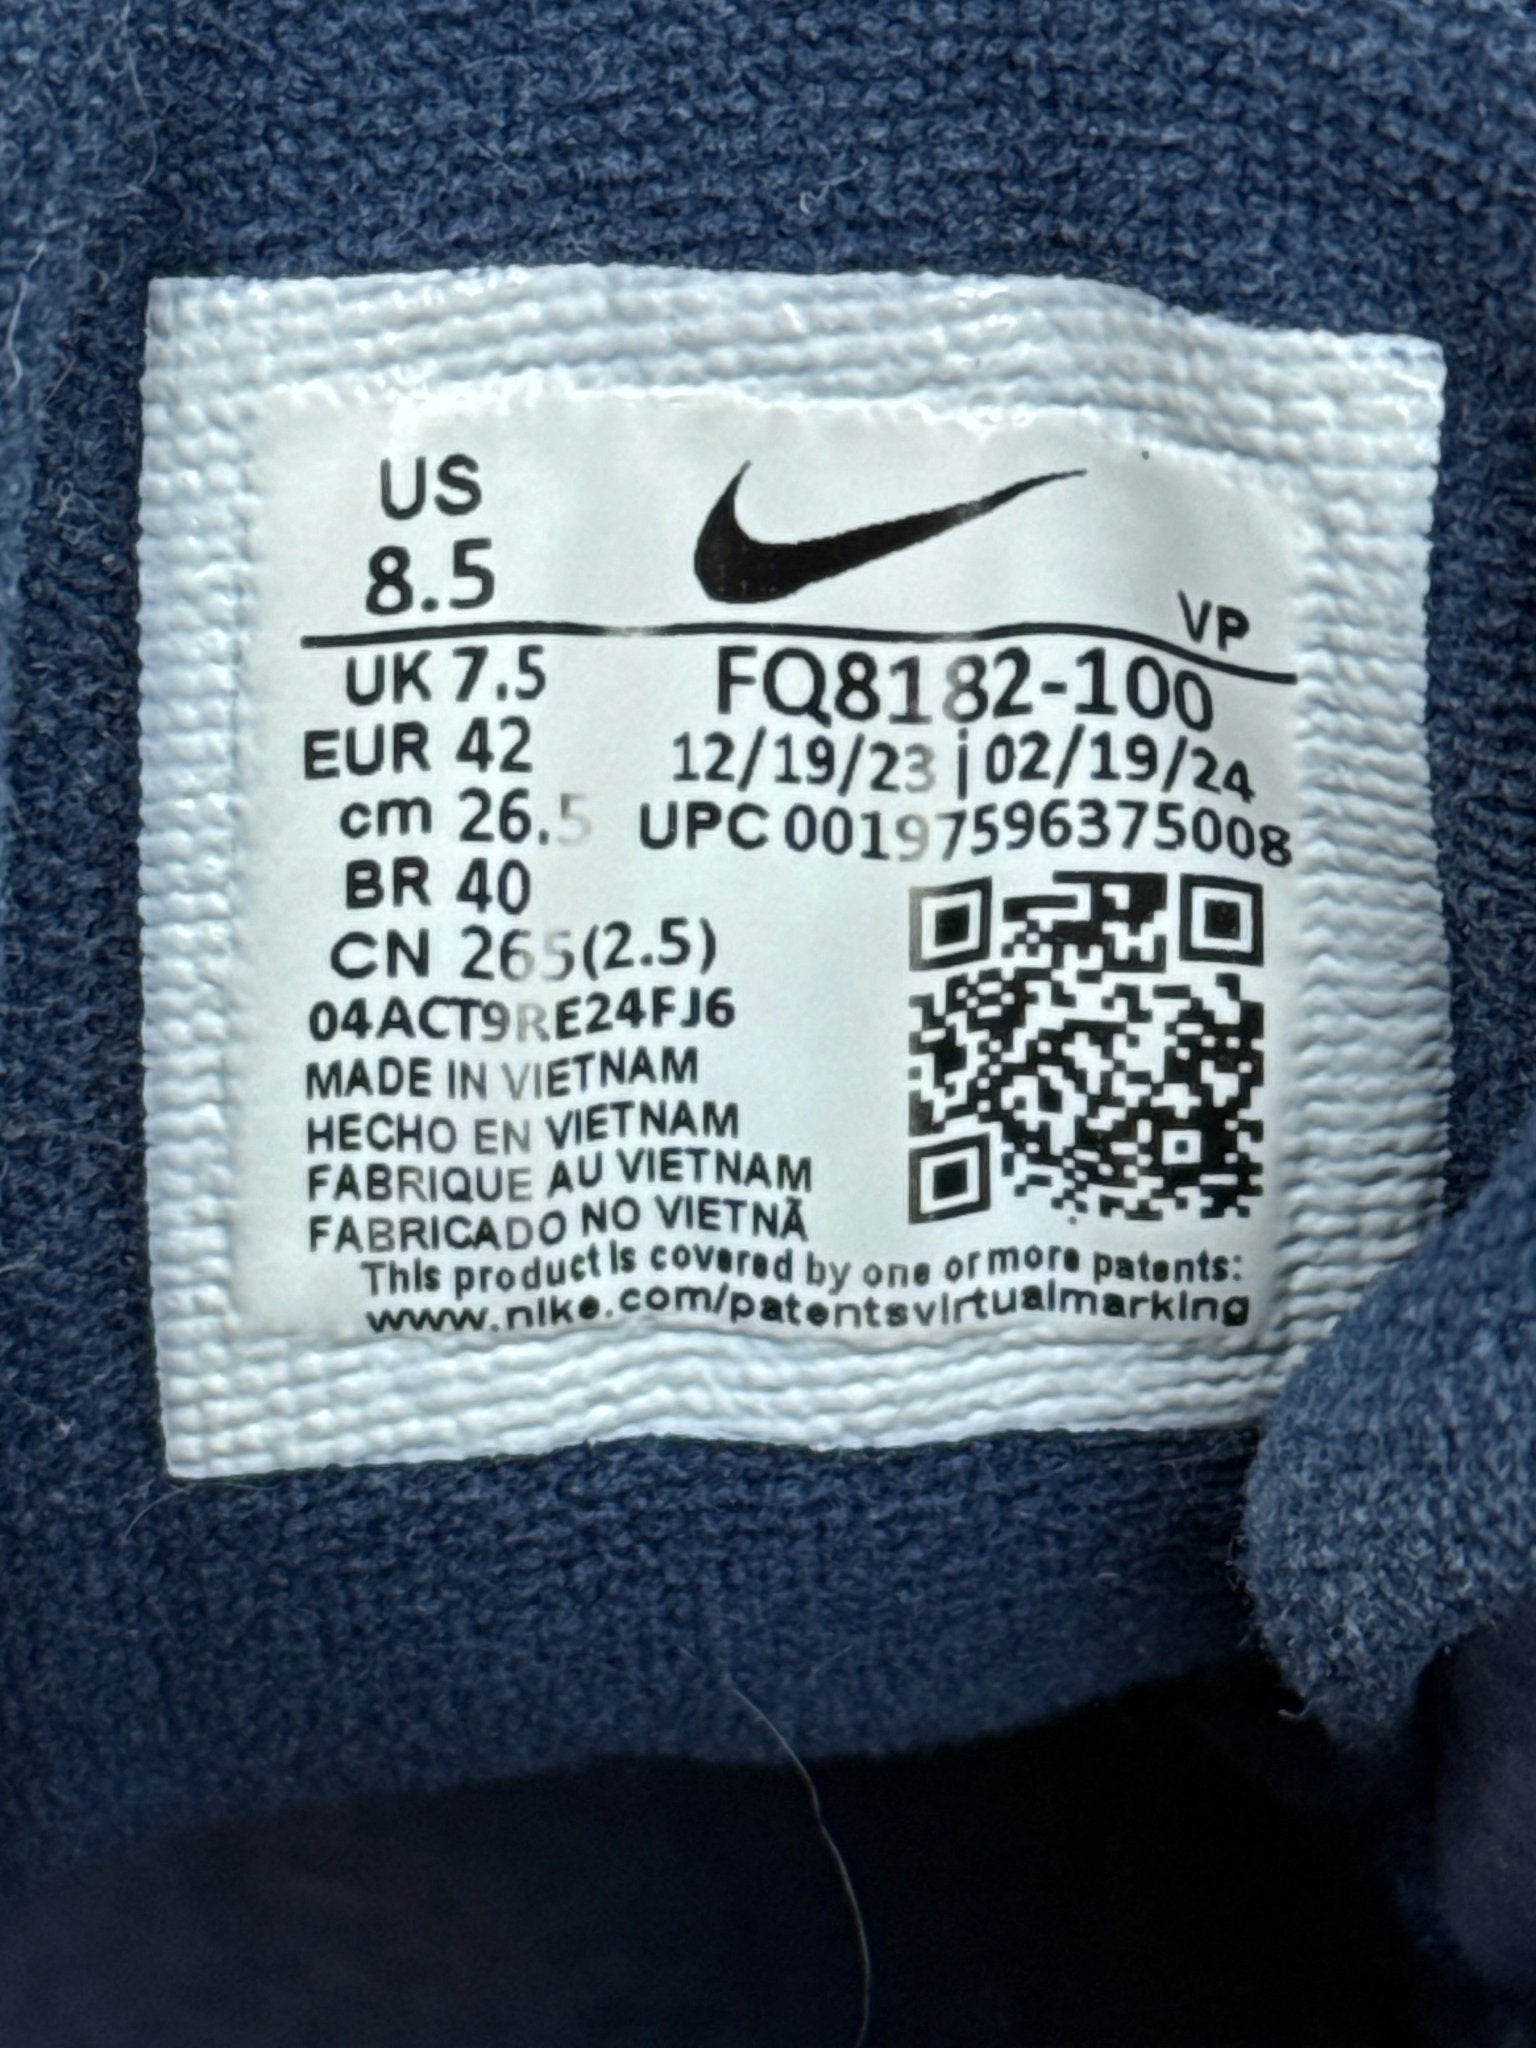 US
8.5
VP
UK 7.5
EUR 42
cm 26.5
BR 40
CN 265(2.5)
FQ8182-100
12/19/23 | 02/19/24
UPC 00197596375008
04ACT9RE24FJ6
MADE IN VIETNAM
HECHO EN VIETNAM
FABRIQUE AU VIETNAM
FABRICADO NO VIETNÃ
This product is covered by one or more patents:
www.nike.com/patentsvirtualmarking